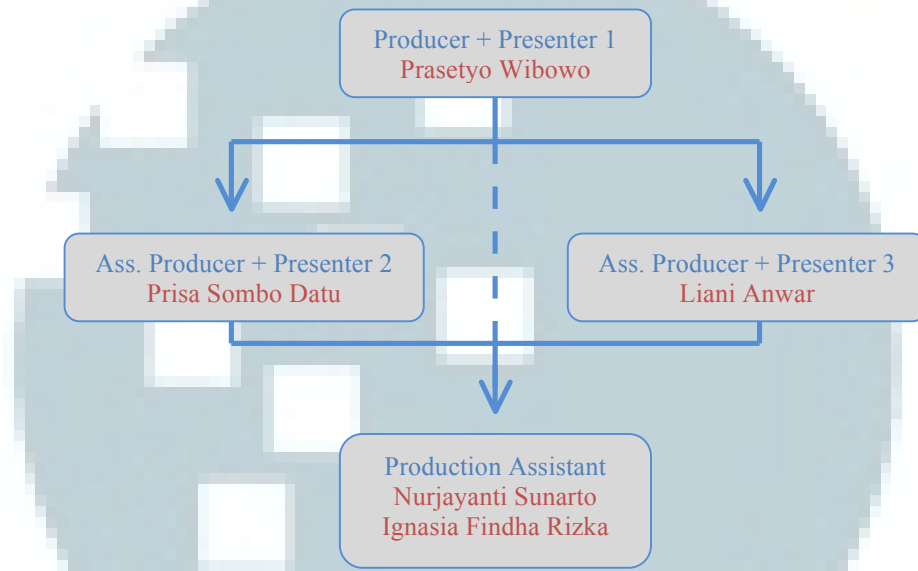 Producer + Presenter 1
Prasetyo Wibowo
Ass. Producer + Presenter 2
Prisa Sombo Datu
Ass. Producer + Presenter 3
Liani Anwar
Production Assistant
Nurjayanti Sunarto
Ignasia Findha Rizka